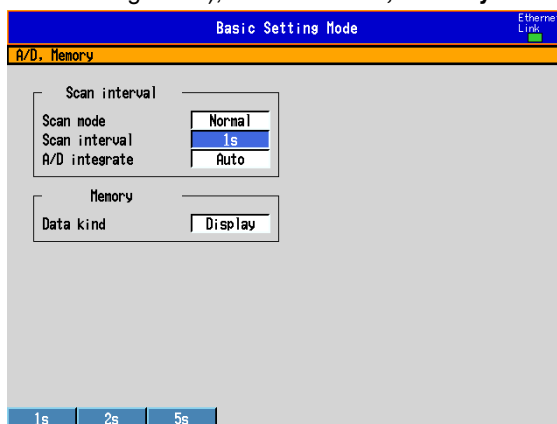 Basic Setting Mode
Etherne
Link
A/D, Memory
Scan interval
Scan mode Normal
Scan interval 1s
A/D integrate Auto
Memory
Data kind Display
1s 2s 5s